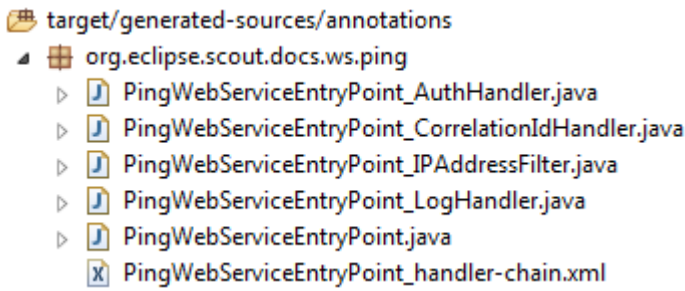 target/generated-sources/annotations
org.eclipse.scout.docs.ws.ping
PingWebServiceEntryPoint_AuthHandler.java
PingWebServiceEntryPoint_CorrelationIdHandler.java
PingWebServiceEntryPoint_IPAddressFilter.java
PingWebServiceEntryPoint_LogHandler.java
PingWebServiceEntryPoint.java
PingWebServiceEntryPoint_handler-chain.xml